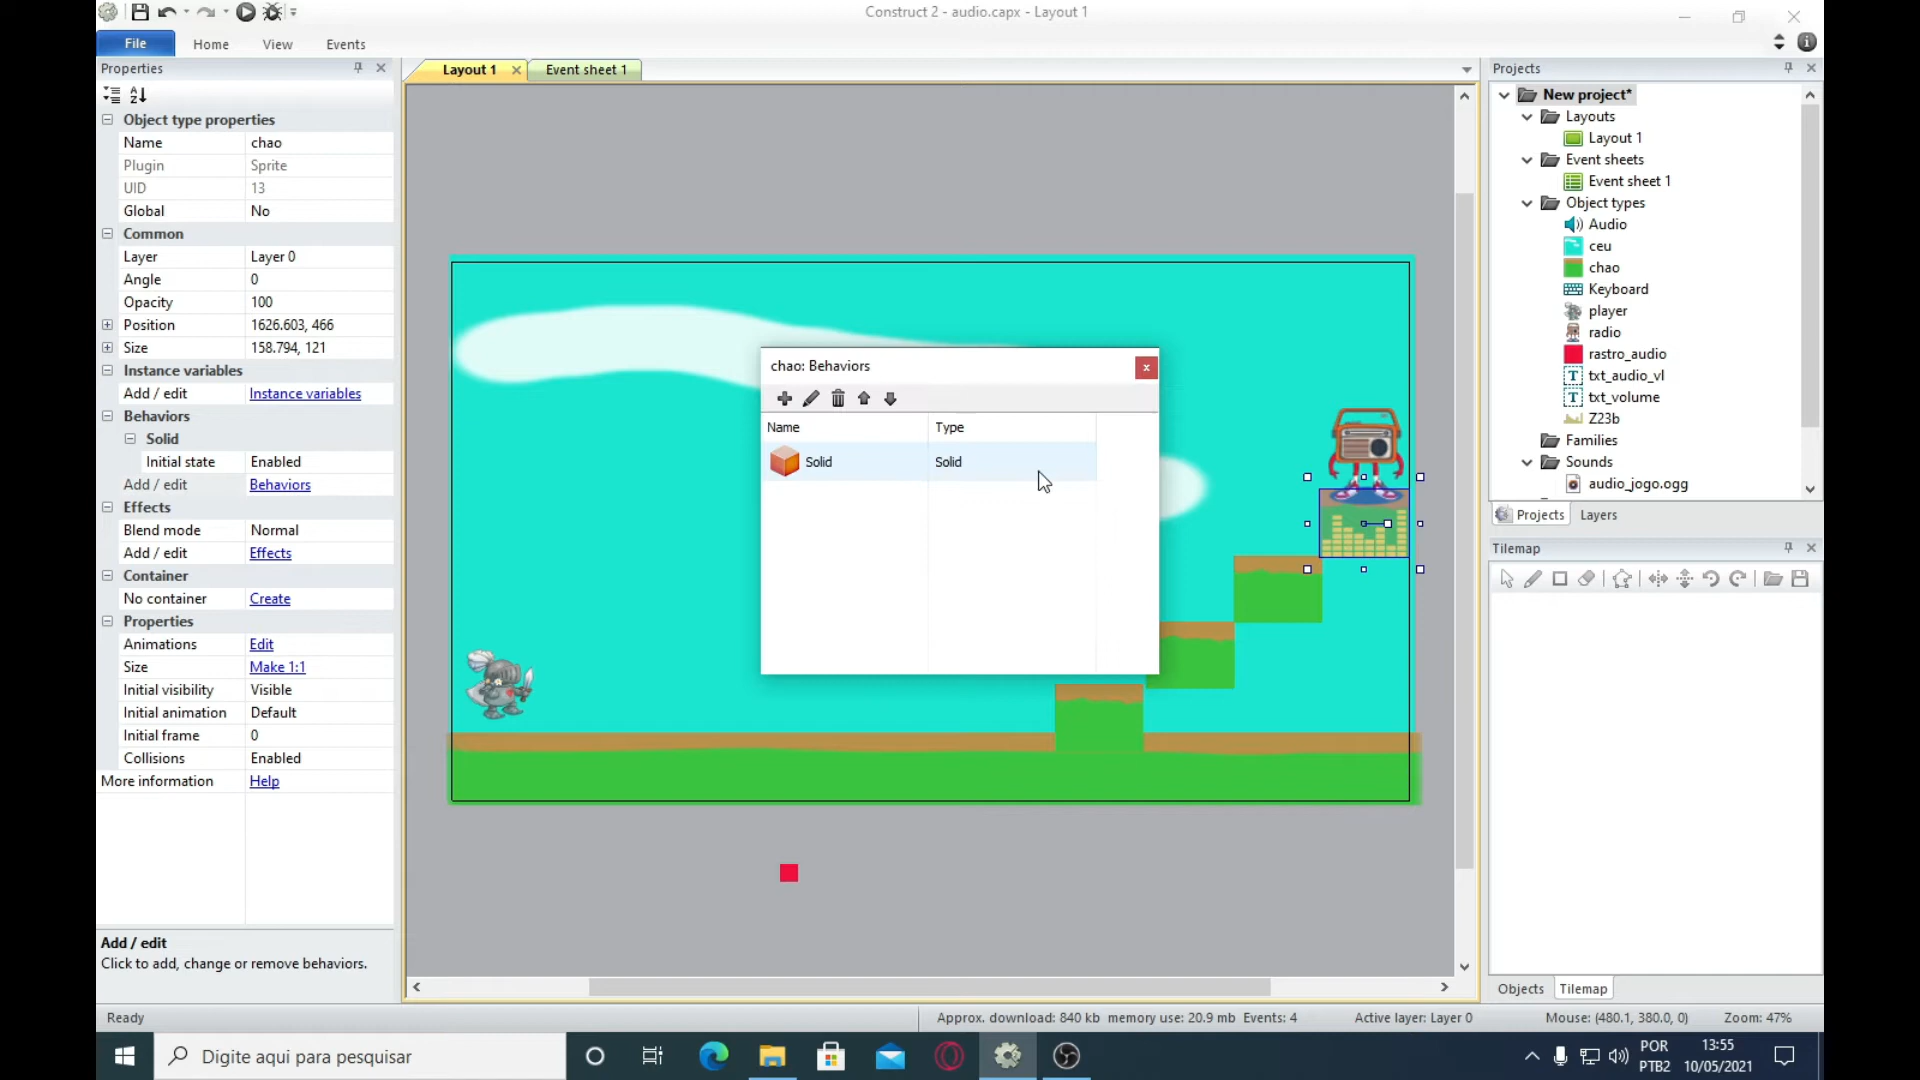 Construct 2 - audio.capx - Layout 1
File
Home
View
Events
Properties
Object type properties
Name chao
Plugin Sprite
UID 13
Global No
Common
Layer Layer 0
Angle 0
Opacity 100
Position 1626.603, 466
Size 158.794, 121
Instance variables
Add / edit Instance variables
Behaviors
Solid
Initial state Enabled
Add / edit Behaviors
Effects
Blend mode Normal
Add / edit Effects
Container
No container Create
Properties
Animations Edit
Size Make 1:1
Initial visibility Visible
Initial animation Default
Initial frame 0
Collisions Enabled
More information Help
Add / edit
Click to add, change or remove behaviors.
Layout 1
Event sheet 1
chao: Behaviors
Name Type
Solid Solid
Projects
New project*
Layouts
Layout 1
Event sheets
Event sheet 1
Object types
Audio
ceu
chao
Keyboard
player
radio
rastro_audio
txt_audio_vl
txt_volume
Z23b
Families
Sounds
audio_jogo.ogg
Projects
Layers
Tilemap
Objects
Tilemap
Ready
Approx. download: 840 kb memory use: 20.9 mb Events: 4
Active layer: Layer 0
Mouse: (480.1, 380.0, 0)
Zoom: 47%
Digite aqui para pesquisar
POR
PTB2
13:55
10/05/2021